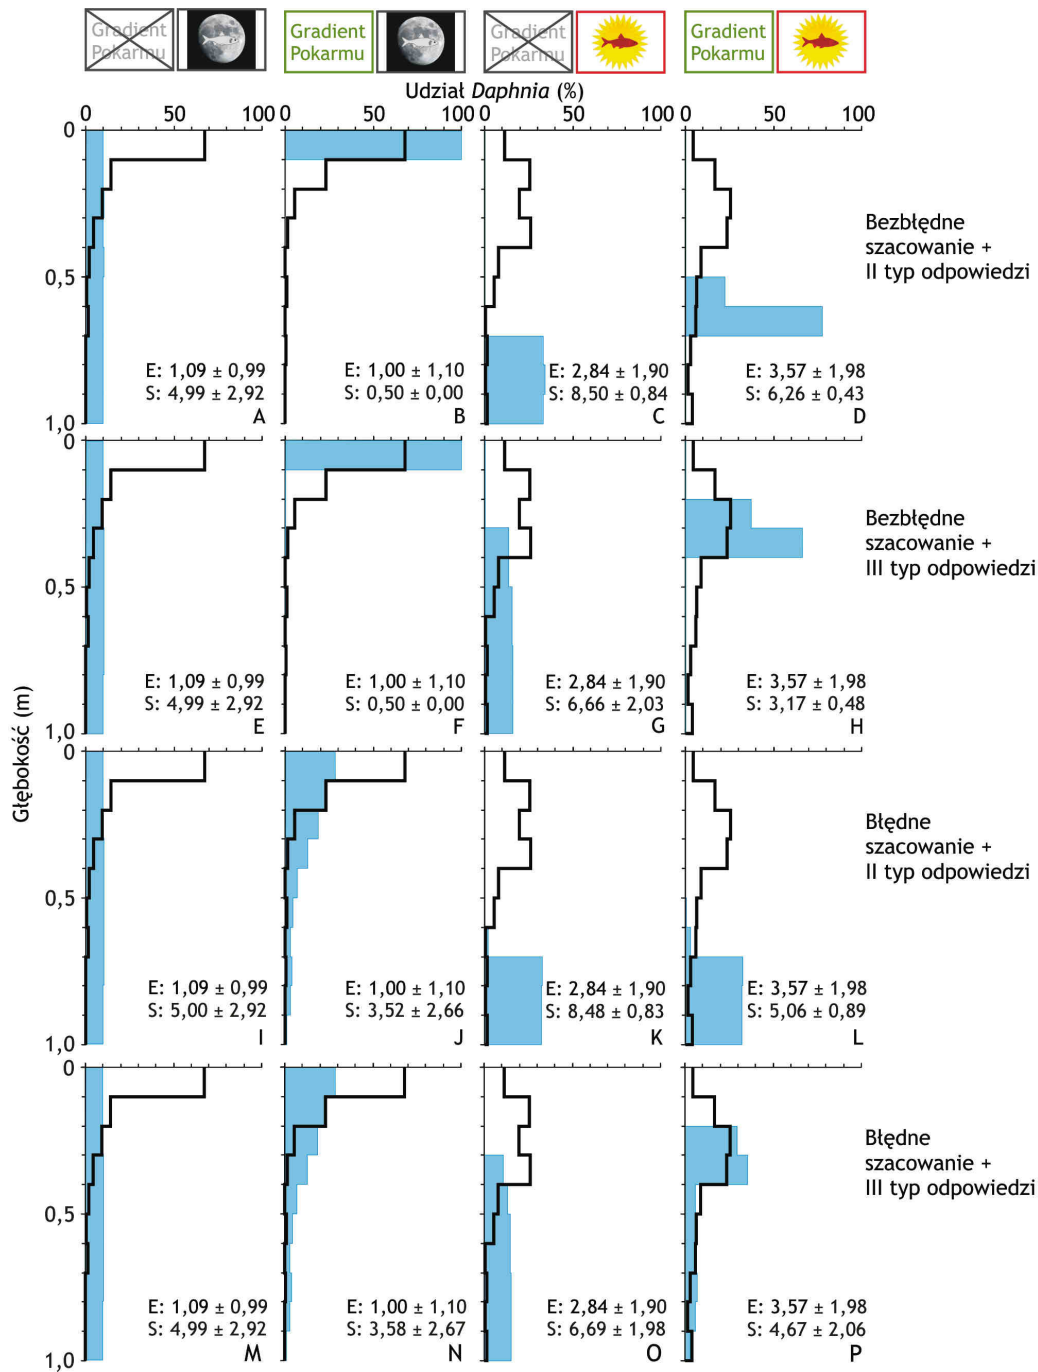 Gradient
Pokarmu
Gradient
Pokarmu
Gradient
Pokarmu
Gradient
Pokarmu
Udział Daphnia (%)
0 50 100 0 50 100 0 50 100 0 50 100
0
0,5
1,0
E: 1,09 ± 0,99
S: 4,99 ± 2,92
A
E: 1,00 ± 1,10
S: 0,50 ± 0,00
B
E: 2,84 ± 1,90
S: 8,50 ± 0,84
C
E: 3,57 ± 1,98
S: 6,26 ± 0,43
D
Bezbłędne
szacowanie +
II typ odpowiedzi
0
0,5
1,0
E: 1,09 ± 0,99
S: 4,99 ± 2,92
E
E: 1,00 ± 1,10
S: 0,50 ± 0,00
F
E: 2,84 ± 1,90
S: 6,66 ± 2,03
G
E: 3,57 ± 1,98
S: 3,17 ± 0,48
H
Bezbłędne
szacowanie +
III typ odpowiedzi
Głębokość (m)
0
0,5
1,0
E: 1,09 ± 0,99
S: 5,00 ± 2,92
I
E: 1,00 ± 1,10
S: 3,52 ± 2,66
J
E: 2,84 ± 1,90
S: 8,48 ± 0,83
K
E: 3,57 ± 1,98
S: 5,06 ± 0,89
L
Błędne
szacowanie +
II typ odpowiedzi
0
0,5
1,0
E: 1,09 ± 0,99
S: 4,99 ± 2,92
M
E: 1,00 ± 1,10
S: 3,58 ± 2,67
N
E: 2,84 ± 1,90
S: 6,69 ± 1,98
O
E: 3,57 ± 1,98
S: 4,67 ± 2,06
P
Błędne
szacowanie +
III typ odpowiedzi